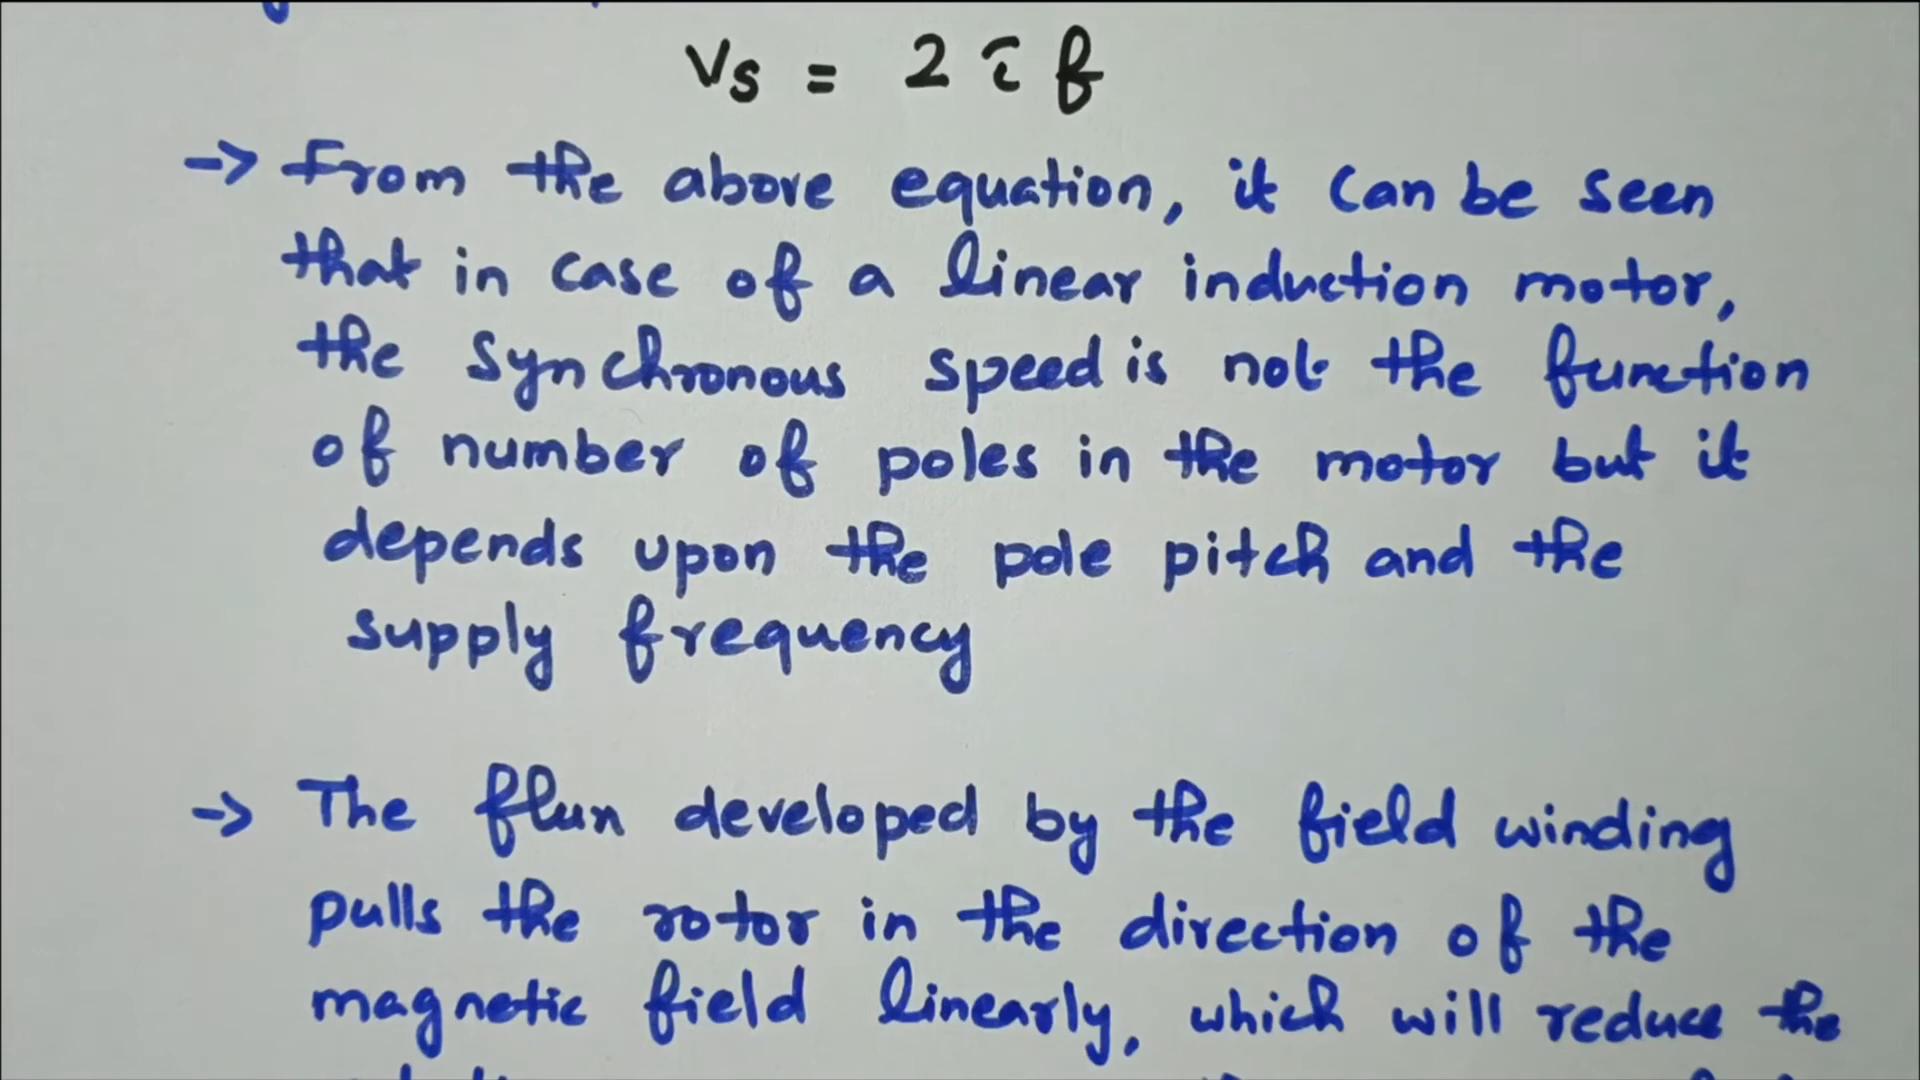 Vs = 2 τ f
-> From the above equation, it can be seen
that in case of a linear induction motor,
the synchronous speed is not the function
of number of poles in the motor but it
depends upon the pole pitch and the
supply frequency
-> The flux developed by the field winding
pulls the rotor in the direction of the
magnetic field linearly, which will reduce the